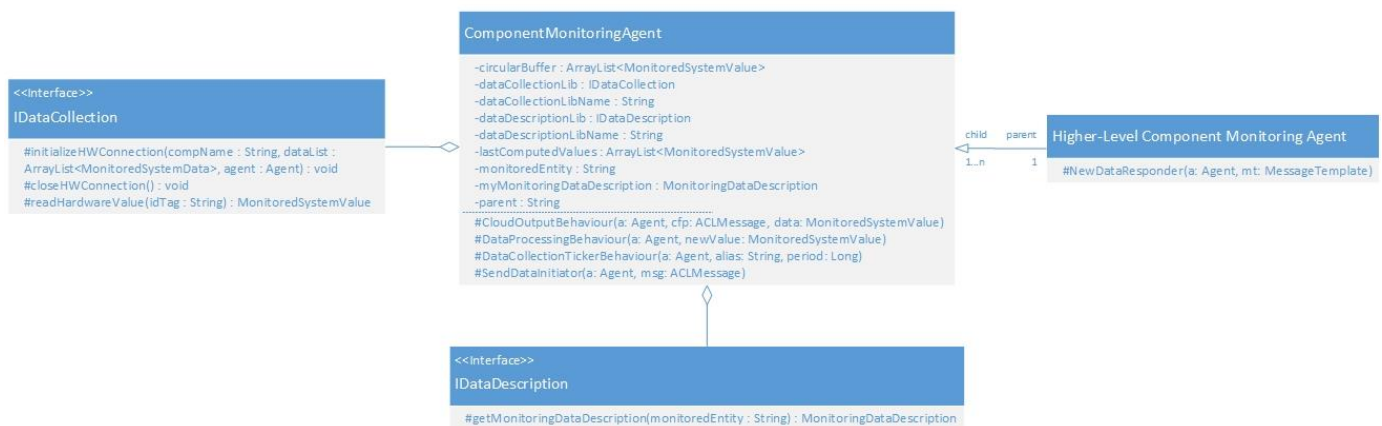 ComponentMonitoringAgent
-circularBuffer : ArrayList<MonitoredSystemValue>
-dataCollectionLib : IDataCollection
-dataCollectionLibName : String
-dataDescriptionLib : IDataDescription
-dataDescriptionLibName : String
-lastComputedValues : ArrayList<MonitoredSystemValue>
-monitoredEntity : String
-myMonitoringDataDescription : MonitoringDataDescription
-parent : String
#CloudOutputBehaviour(a: Agent, cfp: ACLMessage, data: MonitoredSystemValue)
#DataProcessingBehaviour(a: Agent, newValue: MonitoredSystemValue)
#DataCollectionTickerBehaviour(a: Agent, alias: String, period: Long)
#SendDataInitiator(a: Agent, msg: ACLMessage)
<<Interface>>
IDataCollection
#initializeHWConnection(compName : String, dataList :
ArrayList<MonitoredSystemData>, agent : Agent) : void
#closeHWConnection() : void
#readHardwareValue(idTag : String) : MonitoredSystemValue
child parent
1...n 1
Higher-Level Component Monitoring Agent
#NewDataResponder(a: Agent, mt: MessageTemplate)
<<Interface>>
IDataDescription
#getMonitoringDataDescription(monitoredEntity : String) : MonitoringDataDescription